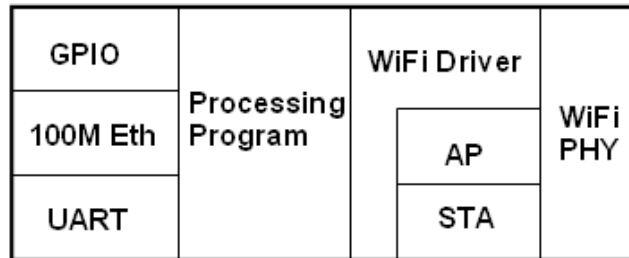 GPIO
100M Eth
UART
Processing
Program
WiFi Driver
AP
STA
WiFi
PHY